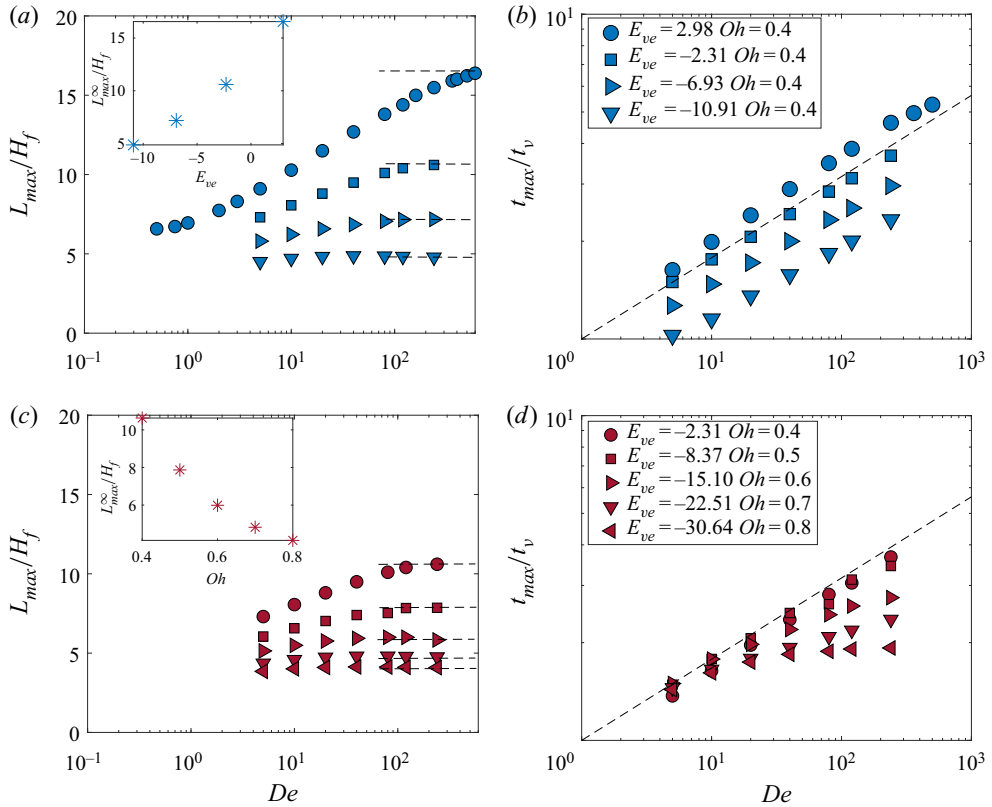 (a)
20
15
10
5
0
L_max/H_f
10^–1
10^0
10^1
10^2
15
10
5
L^∞_max/H_f
–10
–5
0
E_ve
(b)
10^1
t_max/t_ν
10^0
10^1
10^2
10^3
E_ve = 2.98 Oh = 0.4
E_ve = –2.31 Oh = 0.4
E_ve = –6.93 Oh = 0.4
E_ve = –10.91 Oh = 0.4
(c)
20
15
10
5
0
L_max/H_f
10^–1
10^0
10^1
10^2
De
10
8
6
L^∞_max/H_f
0.4
0.6
0.8
Oh
(d)
10^1
t_max/t_ν
10^0
10^1
10^2
10^3
De
E_ve = –2.31 Oh = 0.4
E_ve = –8.37 Oh = 0.5
E_ve = –15.10 Oh = 0.6
E_ve = –22.51 Oh = 0.7
E_ve = –30.64 Oh = 0.8